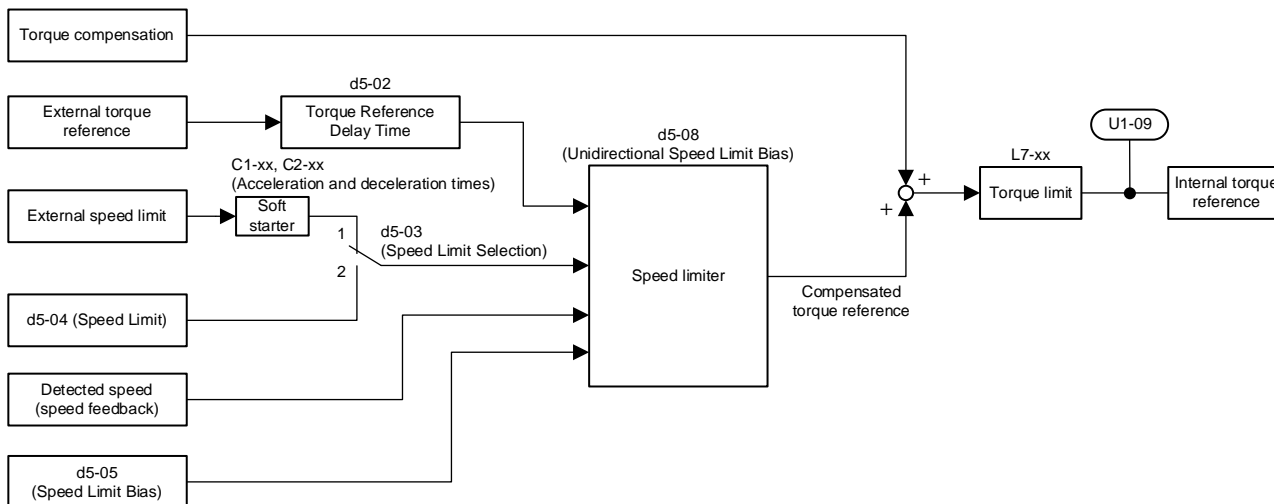 Torque compensation
External torque
reference
d5-02
Torque Reference
Delay Time
C1-xx, C2-xx
(Acceleration and deceleration times)
External speed limit
Soft
starter
1
2
d5-03
(Speed Limit Selection)
d5-04 (Speed Limit)
Detected speed
(speed feedback)
d5-05
(Speed Limit Bias)
d5-08
(Unidirectional Speed Limit Bias)
Speed limiter
Compensated
torque reference
+
+
L7-xx
Torque limit
U1-09
Internal torque
reference